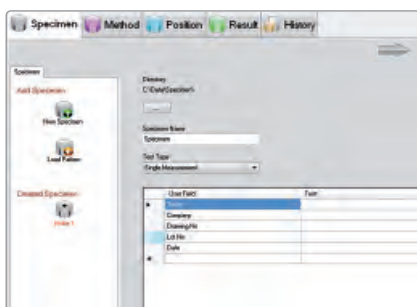 Specimen Method Position Result History
Specimen
Add Specimen
New Specimen
Load Pattern
Created Specimen
Directory
C:\Data\Specimen\
...
Specimen Name
Specimen
Test Type
Single Measurement
User Field Text
Company
Drawing No
Lot No
Date